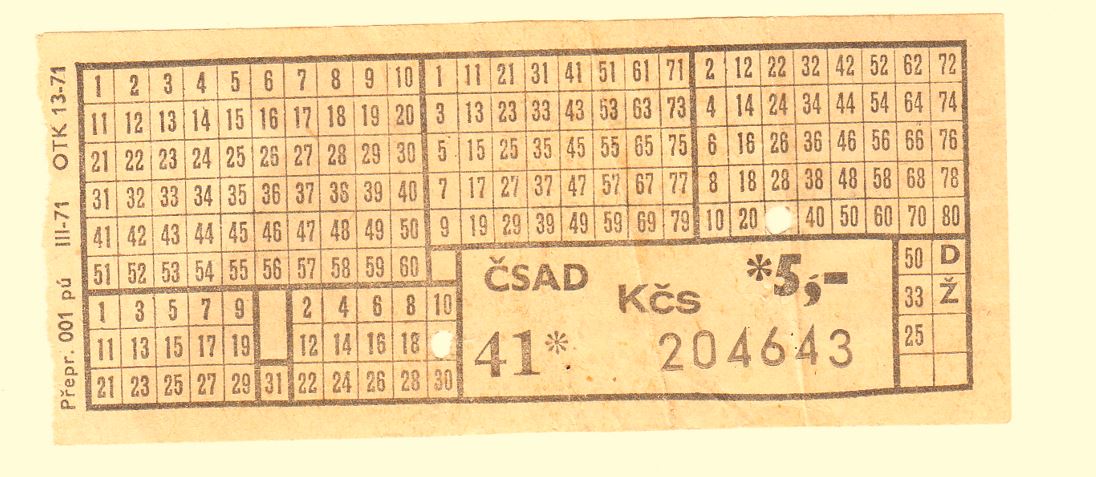 Přepr. 001 pú III-71 OTK 13-71
1 2 3 4 5 6 7 8 9 10
11 12 13 14 15 16 17 18 19 20
21 22 23 24 25 26 27 28 29 30
31 32 33 34 35 36 37 38 39 40
41 42 43 44 45 46 47 48 49 50
51 52 53 54 55 56 57 58 59 60
1 11 21 31 41 51 61 71
3 13 23 33 43 53 63 73
5 15 25 35 45 55 65 75
7 17 27 37 47 57 67 77
9 19 29 39 49 59 69 79
2 12 22 32 42 52 62 72
4 14 24 34 44 54 64 74
6 16 26 36 46 56 66 76
8 18 28 38 48 58 68 78
10 20 40 50 60 70 80
1 3 5 7 9
11 13 15 17 19
21 23 25 27 29 31
2 4 6 8 10
12 14 16 18
22 24 26 28 30
ČSAD Kčs *5,-
41* 204643
50 D
33 Ž
25